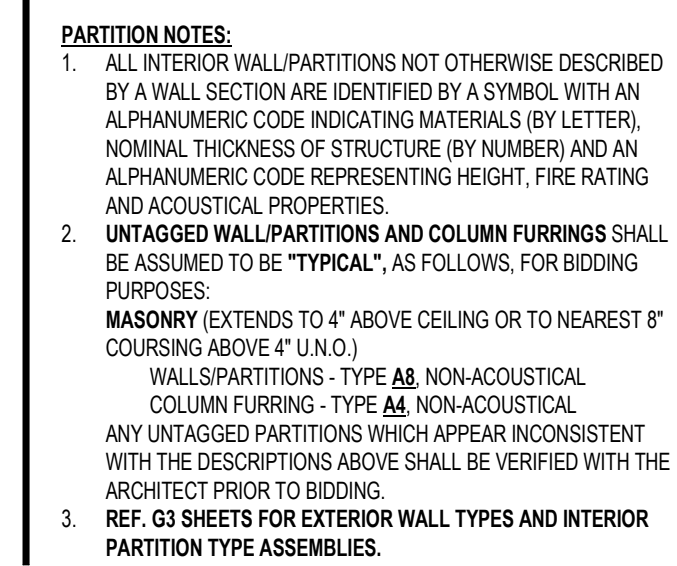 PARTITION NOTES:
1. ALL INTERIOR WALL/PARTITIONS NOT OTHERWISE DESCRIBED
BY A WALL SECTION ARE IDENTIFIED BY A SYMBOL WITH AN
ALPHANUMERIC CODE INDICATING MATERIALS (BY LETTER),
NOMINAL THICKNESS OF STRUCTURE (BY NUMBER) AND AN
ALPHANUMERIC CODE REPRESENTING HEIGHT, FIRE RATING
AND ACOUSTICAL PROPERTIES.
2. UNTAGGED WALL/PARTITIONS AND COLUMN FURRINGS SHALL
BE ASSUMED TO BE "TYPICAL", AS FOLLOWS, FOR BIDDING
PURPOSES:
MASONRY (EXTENDS TO 4" ABOVE CEILING OR TO NEAREST 8"
COURSING ABOVE 4" U.N.O.)
WALLS/PARTITIONS - TYPE A8, NON-ACOUSTICAL
COLUMN FURRING - TYPE A4, NON-ACOUSTICAL
ANY UNTAGGED PARTITIONS WHICH APPEAR INCONSISTENT
WITH THE DESCRIPTIONS ABOVE SHALL BE VERIFIED WITH THE
ARCHITECT PRIOR TO BIDDING.
3. REF. G3 SHEETS FOR EXTERIOR WALL TYPES AND INTERIOR
PARTITION TYPE ASSEMBLIES.